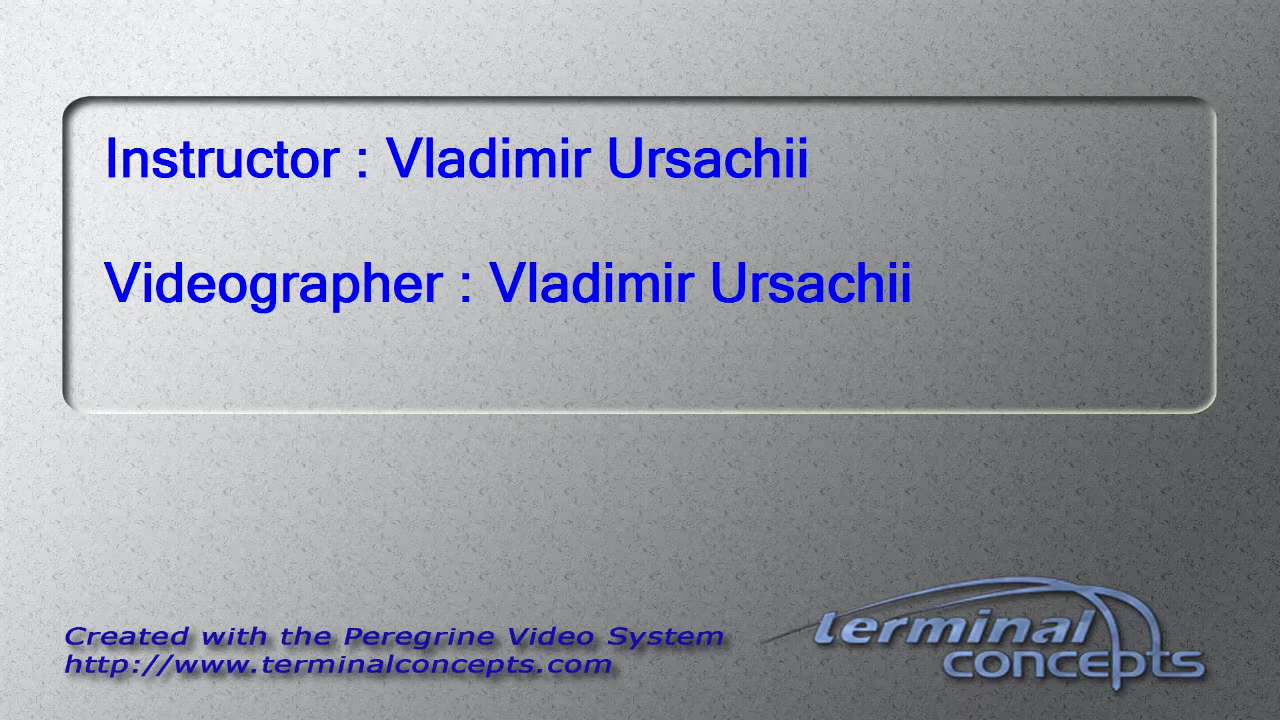 Instructor : Vladimir Ursachii
Videographer : Vladimir Ursachii
Created with the Peregrine Video System
http://www.terminalconcepts.com
terminal
concepts